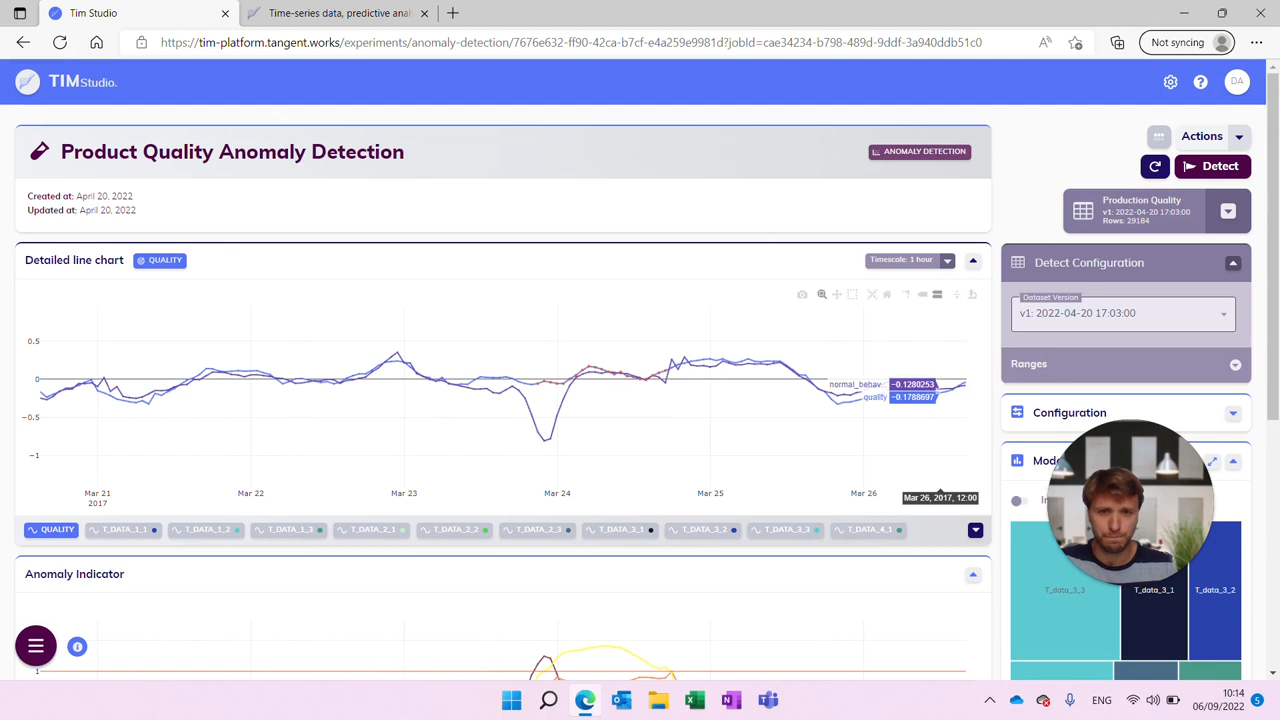 Tim Studio
Time-series data, predictive anal
https://tim-platform.tangent.works/experiments/anomaly-detection/7676e632-ff90-42ca-b7cf-e4a259e9981d?jobId=cae34234-b798-489d-9ddf-3a940ddb51c0
Not syncing
TIM Studio.
DA
Product Quality Anomaly Detection
ANOMALY DETECTION
Created at: April 20, 2022
Updated at: April 20, 2022
Actions
Detect
Production Quality
v1: 2022-04-20 17:03:00
Rows: 29184
Detailed line chart
QUALITY
Timescale: 1 hour
Detect Configuration
Dataset Version
v1: 2022-04-20 17:03:00
Ranges
Configuration
0.5
0
−0.5
−1
normal_behav...
−0.1280253
quality
−0.1788697
Mar 21
2017
Mar 22
Mar 23
Mar 24
Mar 25
Mar 26
Mar 26, 2017, 12:00
QUALITY
T_DATA_1_1
T_DATA_1_2
T_DATA_1_3
T_DATA_2_1
T_DATA_2_2
T_DATA_2_3
T_DATA_3_1
T_DATA_3_2
T_DATA_3_3
T_DATA_4_1
Anomaly Indicator
1
T_data_3_3
T_data_3_1
T_data_3_2
ENG
10:14
06/09/2022
5